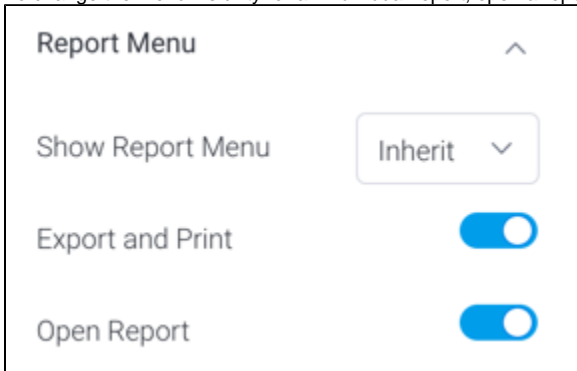 Report Menu
Show Report Menu
Inherit
Export and Print
Open Report